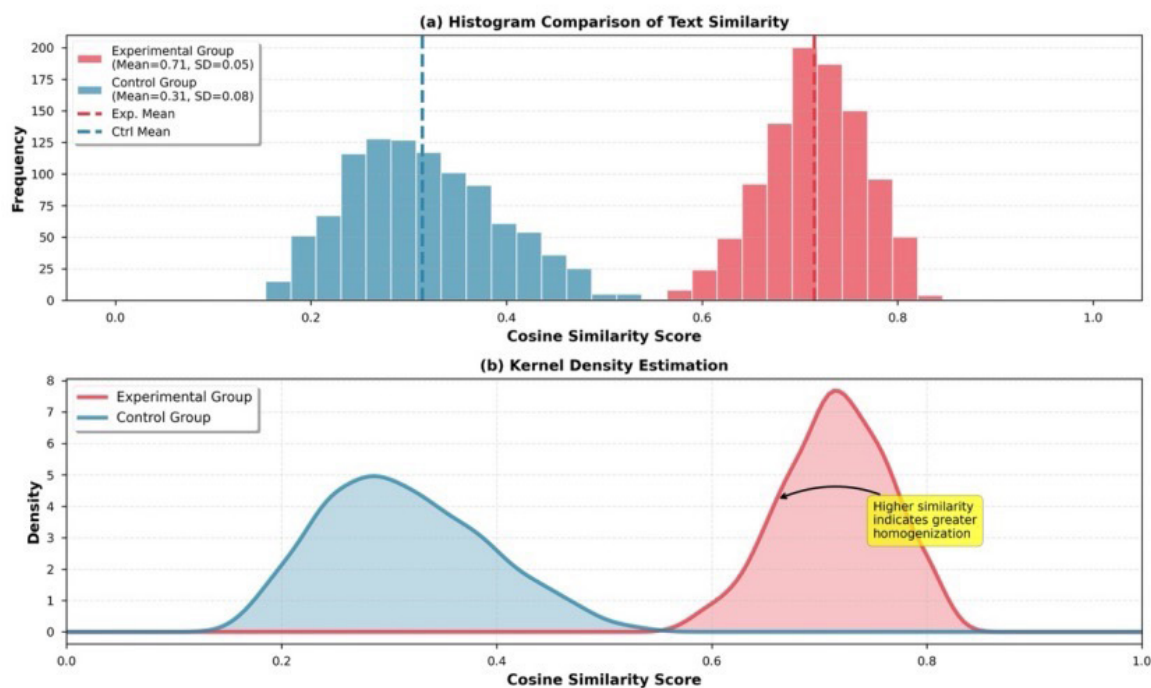 (a) Histogram Comparison of Text Similarity
Experimental Group
(Mean=0.71, SD=0.05)
Control Group
(Mean=0.31, SD=0.08)
Exp. Mean
Ctrl Mean
Frequency
200
175
150
125
100
75
50
25
0
0.0 0.2 0.4 0.6 0.8 1.0
Cosine Similarity Score
(b) Kernel Density Estimation
Experimental Group
Control Group
Higher similarity
indicates greater
homogenization
Density
8
7
6
5
4
3
2
1
0
0.0 0.2 0.4 0.6 0.8 1.0
Cosine Similarity Score